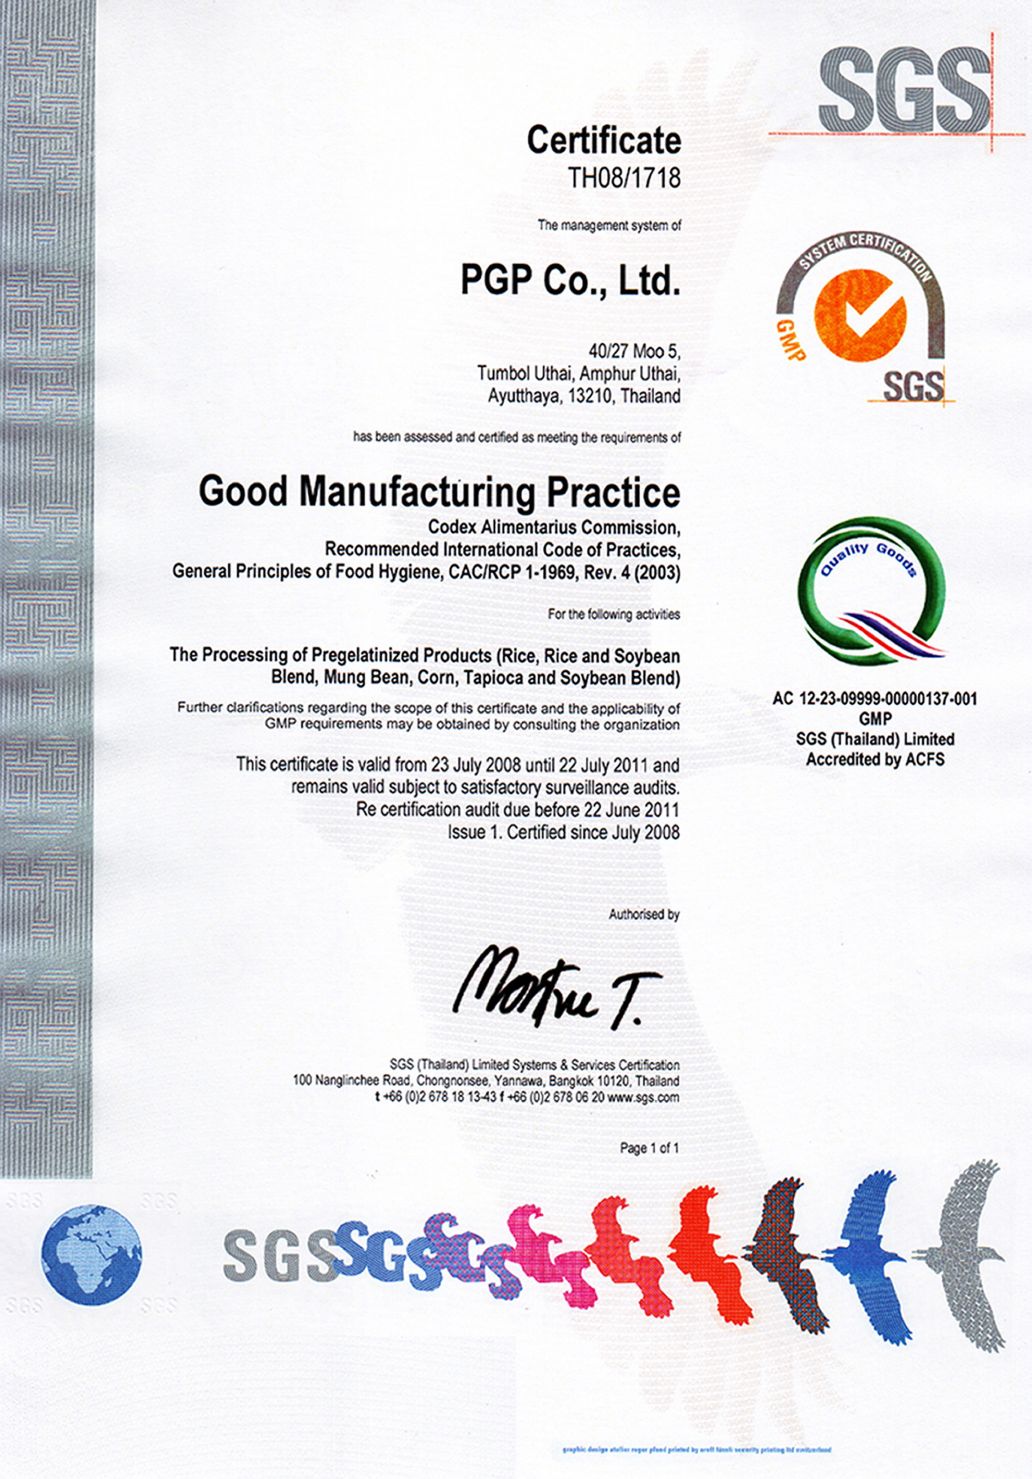 SGS
Certificate
TH08/1718
The management system of
PGP Co., Ltd.
40/27 Moo 5,
Tumbol Uthai, Amphur Uthai,
Ayutthaya, 13210, Thailand
has been assessed and certified as meeting the requirements of
Good Manufacturing Practice
Codex Alimentarius Commission,
Recommended International Code of Practices,
General Principles of Food Hygiene, CAC/RCP 1-1969, Rev. 4 (2003)
For the following activities
The Processing of Pregelatinized Products (Rice, Rice and Soybean
Blend, Mung Bean, Corn, Tapioca and Soybean Blend)
Further clarifications regarding the scope of this certificate and the applicability of
GMP requirements may be obtained by consulting the organization
This certificate is valid from 23 July 2008 until 22 July 2011 and
remains valid subject to satisfactory surveillance audits.
Re certification audit due before 22 June 2011
Issue 1. Certified since July 2008
Authorised by
SGS (Thailand) Limited Systems & Services Certification
100 Nanglinchee Road, Chongnonsee, Yannawa, Bangkok 10120, Thailand
t +66 (0)2 678 18 13-43 f +66 (0)2 678 06 20 www.sgs.com
Page 1 of 1
SYSTEM CERTIFICATION
GMP
SGS
Quality Goods
AC 12-23-09999-00000137-001
GMP
SGS (Thailand) Limited
Accredited by ACFS
SGS SGS
SGS SGS
SGSSGSSGS
graphic design atelier roger pfund printed by orell füssli security printing ltd switzerland